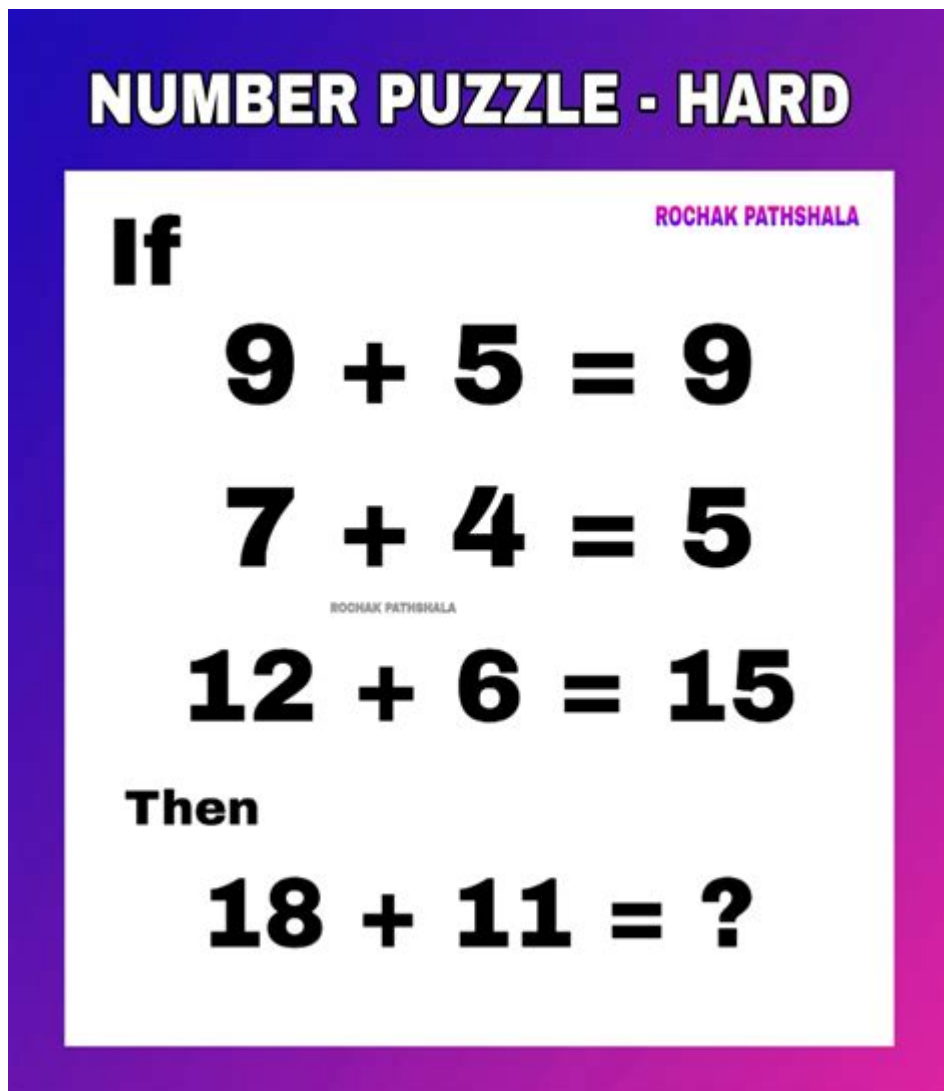 NUMBER PUZZLE - HARD
ROCHAK PATHSHALA
If
9 + 5 = 9
7 + 4 = 5
ROCHAK PATHSHALA
12 + 6 = 15
Then
18 + 11 = ?